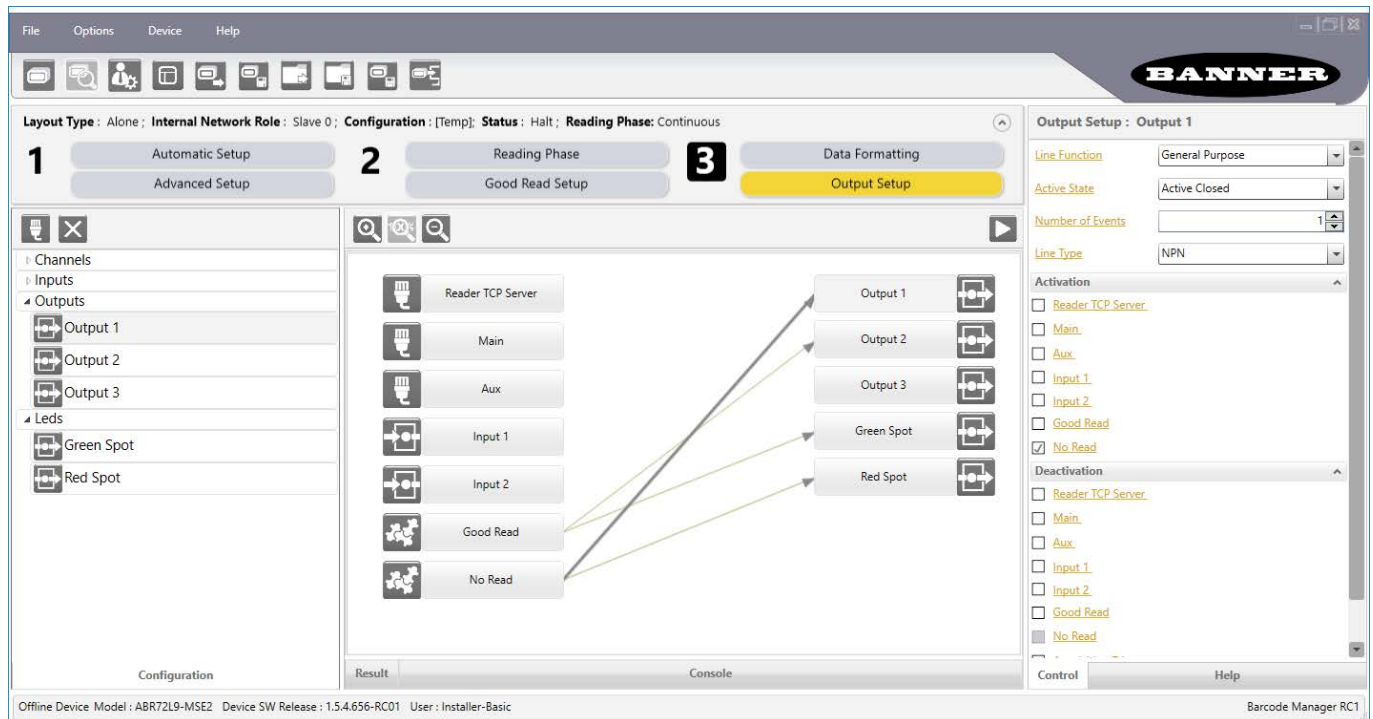 File Options Device Help
BANNER
Layout Type : Alone ; Internal Network Role : Slave 0 ; Configuration : [Temp]; Status : Halt ; Reading Phase: Continuous
1 Automatic Setup 2 Reading Phase 3 Data Formatting
Advanced Setup Good Read Setup Output Setup
Channels
Inputs
Outputs
Output 1
Output 2
Output 3
Leds
Green Spot
Red Spot
Configuration
Reader TCP Server
Main
Aux
Input 1
Input 2
Good Read
No Read
Output 1
Output 2
Output 3
Green Spot
Red Spot
Result Console
Output Setup : Output 1
Line Function General Purpose
Active State Active Closed
Number of Events 1
Line Type NPN
Activation
Reader TCP Server
Main
Aux
Input 1
Input 2
Good Read
No Read
Deactivation
Reader TCP Server
Main
Aux
Input 1
Input 2
Good Read
No Read
Control Help
Offline Device Model : ABR72L9-MSE2 Device SW Release : 1.5.4.656-RC01 User : Installer-Basic Barcode Manager RC1